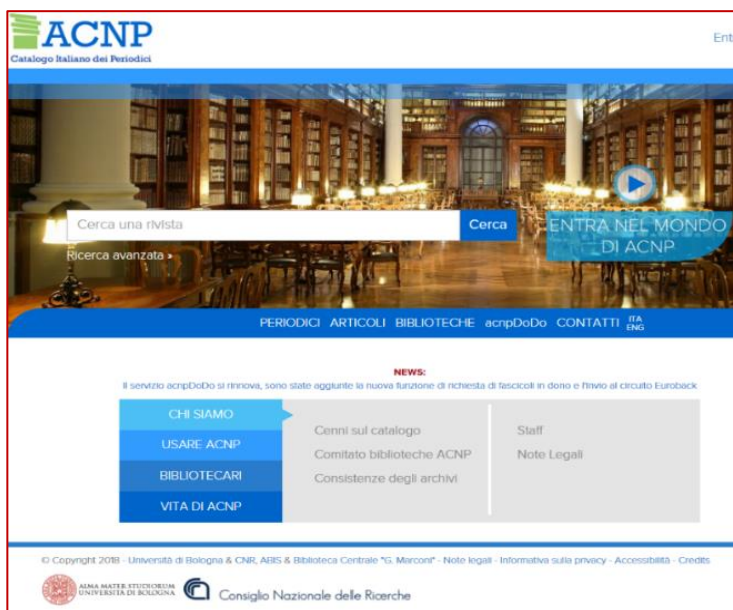 ACNP
Catalogo Italiano dei Periodici
Cerca una rivista
Cerca
Ricerca avanzata »
ENTRA NEL MONDO
DI ACNP
PERIODICI ARTICOLI BIBLIOTECHE acnpDoDo CONTATTI ITA
ENG
NEWS:
Il servizio acnpDoDo si rinnova, sono state aggiunte la nuova funzione di richiesta di fascicoli in dono e l'invio al circuito Euroback
CHI SIAMO
USARE ACNP
BIBLIOTECARI
VITA DI ACNP
Cenni sul catalogo
Comitato biblioteche ACNP
Consistenze degli archivi
Staff
Note Legali
© Copyright 2018 - Università di Bologna & CNR, ABIS & Biblioteca Centrale "G. Marconi" - Note legali - Informativa sulla privacy - Accessibilità - Credits
ALMA MATER STUDIORUM
UNIVERSITÀ DI BOLOGNA
Consiglio Nazionale delle Ricerche